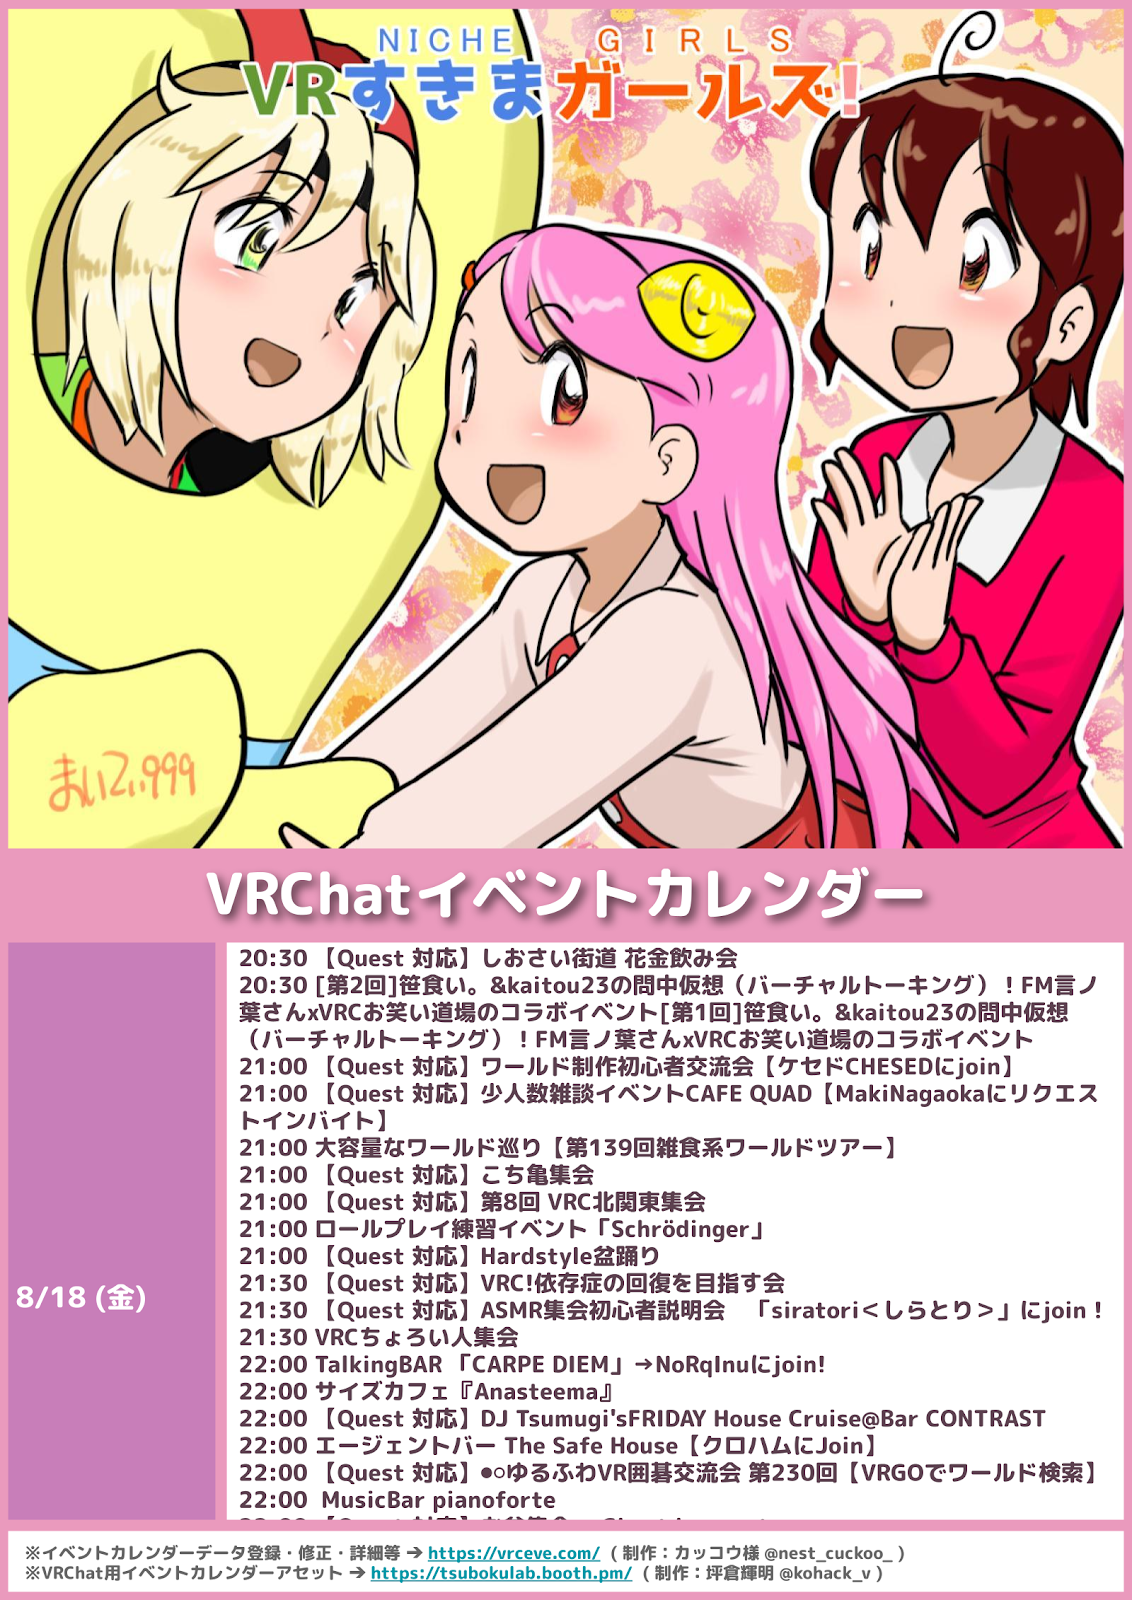 NICHE GIRLS
VRすきまガールズ!
まいてぃ999
VRChatイベントカレンダー
8/18 (金)
20:30 【Quest 対応】しおさい街道 花金飲み会
20:30 [第2回]笹食い。&kaitou23の問中仮想（バーチャルトーキング）！FM言ノ
葉さんxVRCお笑い道場のコラボイベント[第1回]笹食い。&kaitou23の問中仮想
（バーチャルトーキング）！FM言ノ葉さんxVRCお笑い道場のコラボイベント
21:00 【Quest 対応】ワールド制作初心者交流会【ケセドCHESEDにjoin】
21:00 【Quest 対応】少人数雑談イベントCAFE QUAD【MakiNagaokaにリクエス
トインバイト】
21:00 大容量なワールド巡り【第139回雑食系ワールドツアー】
21:00 【Quest 対応】こち亀集会
21:00 【Quest 対応】第8回 VRC北関東集会
21:00 ロールプレイ練習イベント「Schrödinger」
21:00 【Quest 対応】Hardstyle盆踊り
21:30 【Quest 対応】VRC!依存症の回復を目指す会
21:30 【Quest 対応】ASMR集会初心者説明会　「siratori＜しらとり＞」にjoin！
21:30 VRCちょろい人集会
22:00 TalkingBAR 「CARPE DIEM」→NoRqInuにjoin!
22:00 サイズカフェ『Anasteema』
22:00 【Quest 対応】DJ Tsumugi'sFRIDAY House Cruise@Bar CONTRAST
22:00 エージェントバー The Safe House【クロハムにJoin】
22:00 【Quest 対応】●○ゆるふわVR囲碁交流会 第230回【VRGOでワールド検索】
22:00 MusicBar pianoforte
※イベントカレンダーデータ登録・修正・詳細等 ➔ https://vrceve.com/ （制作：カッコウ様 @nest_cuckoo_）
※VRChat用イベントカレンダーアセット ➔ https://tsubokulab.booth.pm/ （制作：坪倉輝明 @kohack_v）